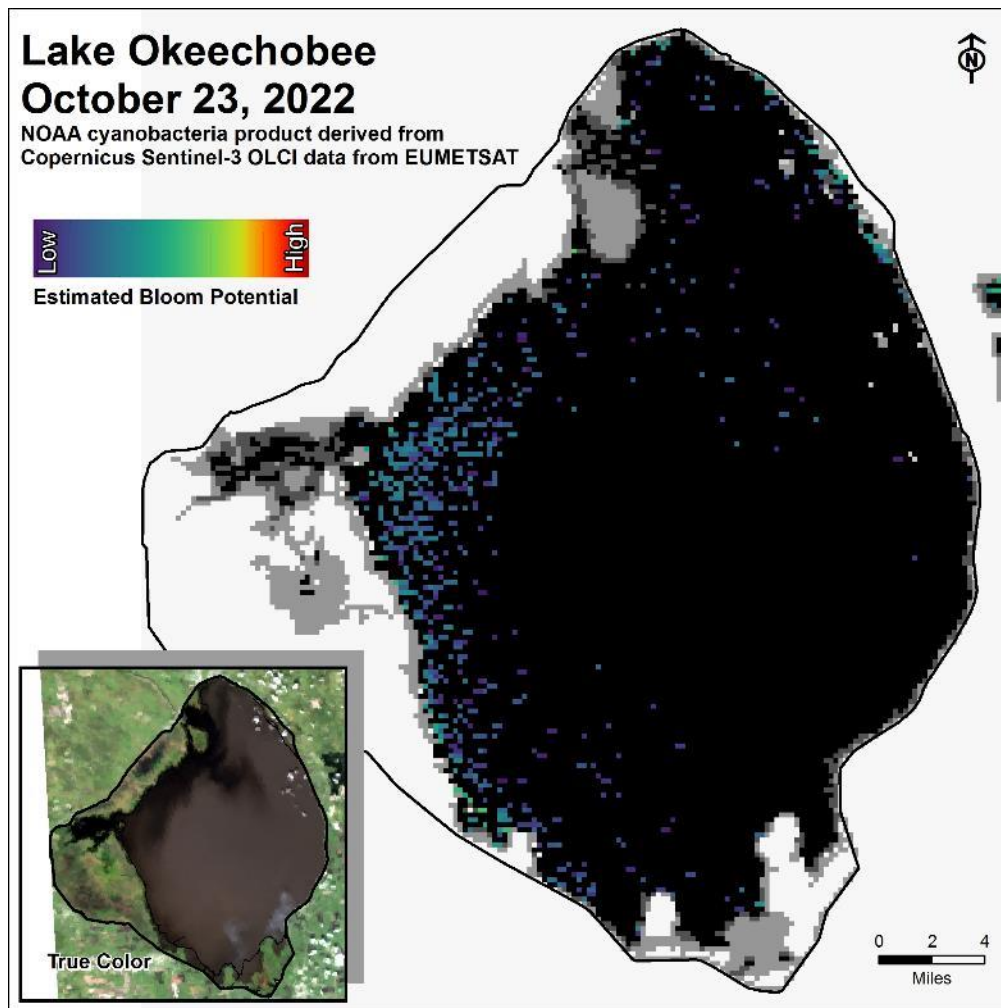 Lake Okeechobee
October 23, 2022
NOAA cyanobacteria product derived from
Copernicus Sentinel-3 OLCI data from EUMETSAT
N
Low
High
Estimated Bloom Potential
True Color
0 2 4
Miles